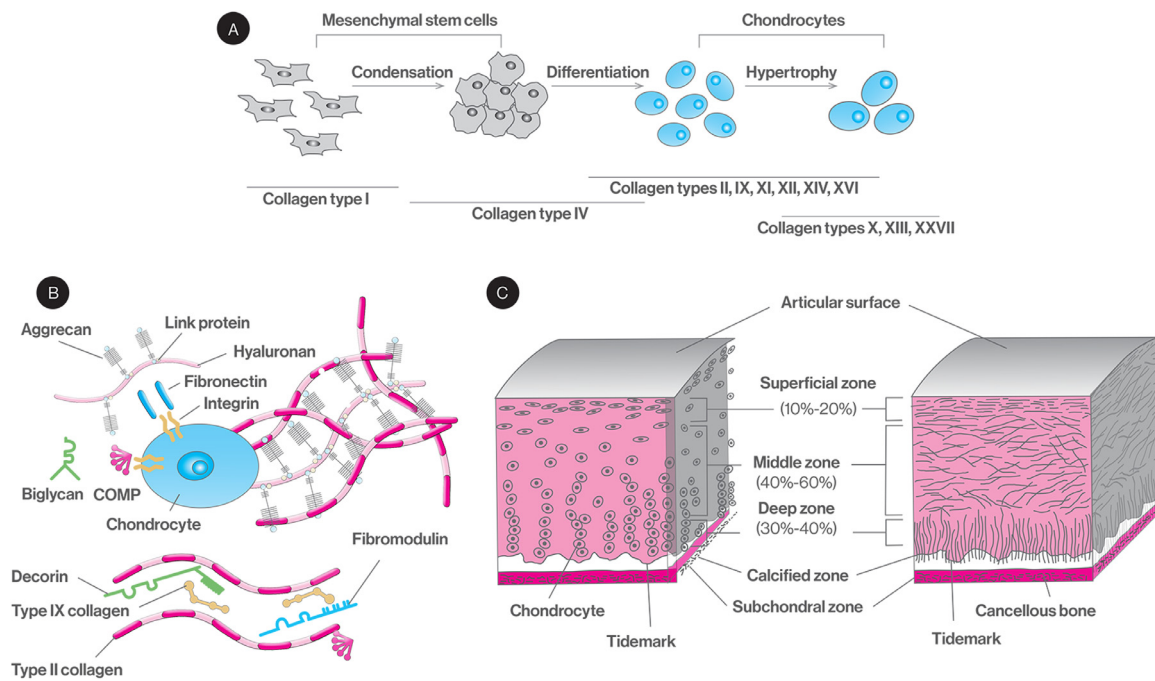 A
Mesenchymal stem cells
Chondrocytes
Condensation
Differentiation
Hypertrophy
Collagen type I
Collagen type IV
Collagen types II, IX, XI, XII, XIV, XVI
Collagen types X, XIII, XXVII
B
Aggrecan
Link protein
Hyaluronan
Fibronectin
Integrin
Biglycan
COMP
Chondrocyte
Fibromodulin
Decorin
Type IX collagen
Type II collagen
C
Articular surface
Superficial zone
(10%-20%)
Middle zone
(40%-60%)
Deep zone
(30%-40%)
Calcified zone
Subchondral zone
Chondrocyte
Tidemark
Cancellous bone
Tidemark